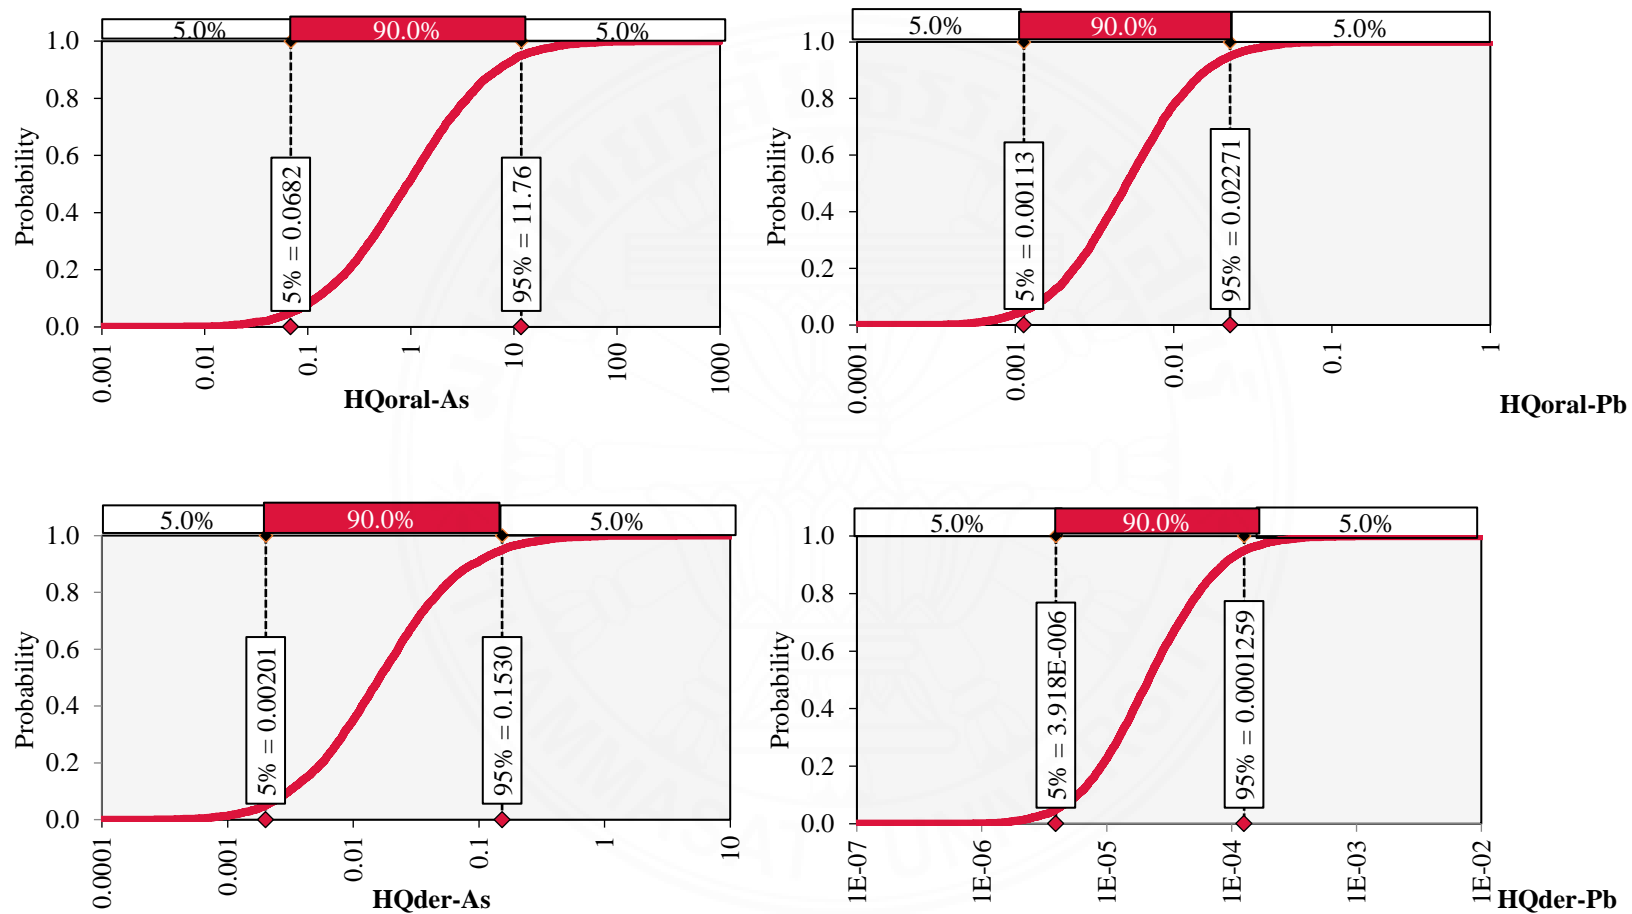 5.0% 90.0% 5.0%
1.0
0.8
0.6
0.4
0.2
0.0
Probability
5% = 0.0682
95% = 11.76
0.001 0.01 0.1 1 10 100 1000
HQoral-As
5.0% 90.0% 5.0%
1.0
0.8
0.6
0.4
0.2
0.0
Probability
5% = 0.00113
95% = 0.02271
0.0001 0.001 0.01 0.1 1
HQoral-Pb
5.0% 90.0% 5.0%
1.0
0.8
0.6
0.4
0.2
0.0
Probability
5% = 0.00201
95% = 0.1530
0.0001 0.001 0.01 0.1 1 10
HQder-As
5.0% 90.0% 5.0%
1.0
0.8
0.6
0.4
0.2
0.0
Probability
5% = 3.918E-006
95% = 0.0001259
1E-07 1E-06 1E-05 1E-04 1E-03 1E-02
HQder-Pb